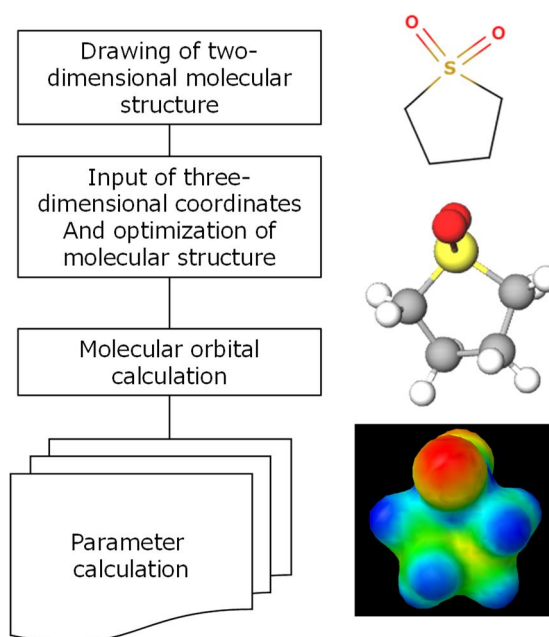 Drawing of two-
dimensional molecular
structure
O
O
S
Input of three-
dimensional coordinates
And optimization of
molecular structure
Molecular orbital
calculation
Parameter
calculation